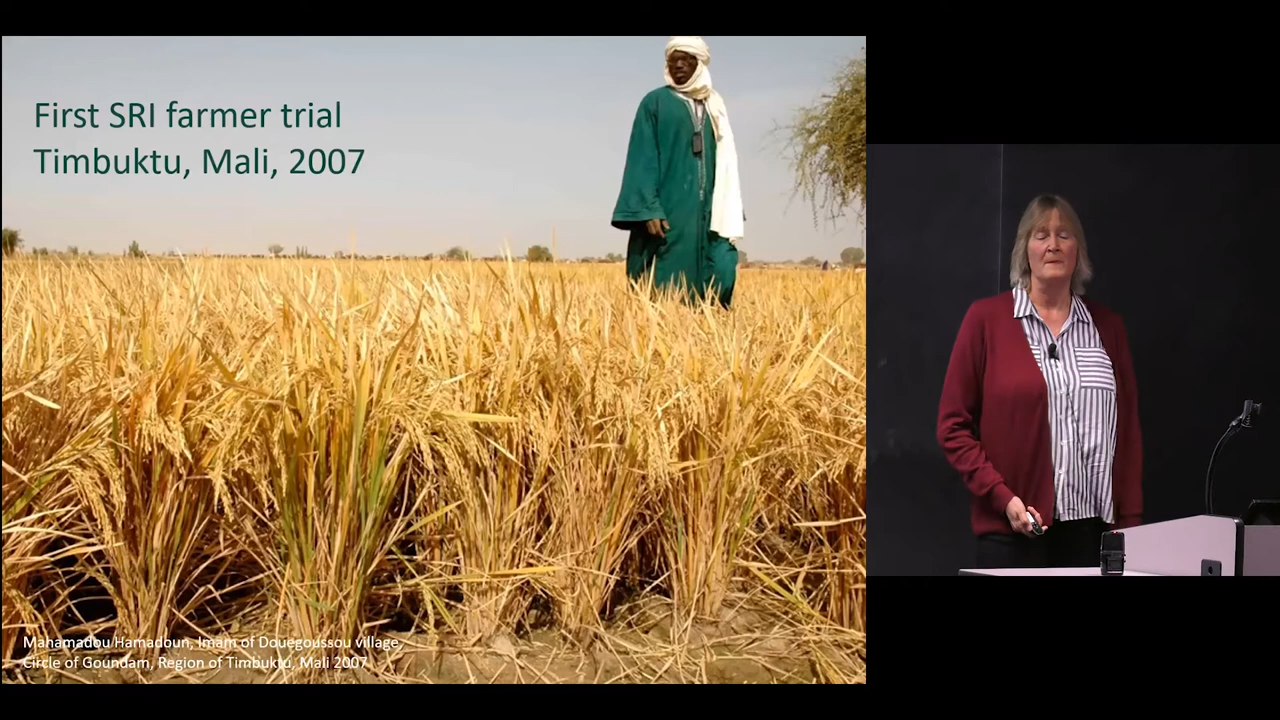 First SRI farmer trial
Timbuktu, Mali, 2007
Mahamadou Hamadoun, Imam of Douegoussou village,
Circle of Goundam, Region of Timbuktu, Mali 2007